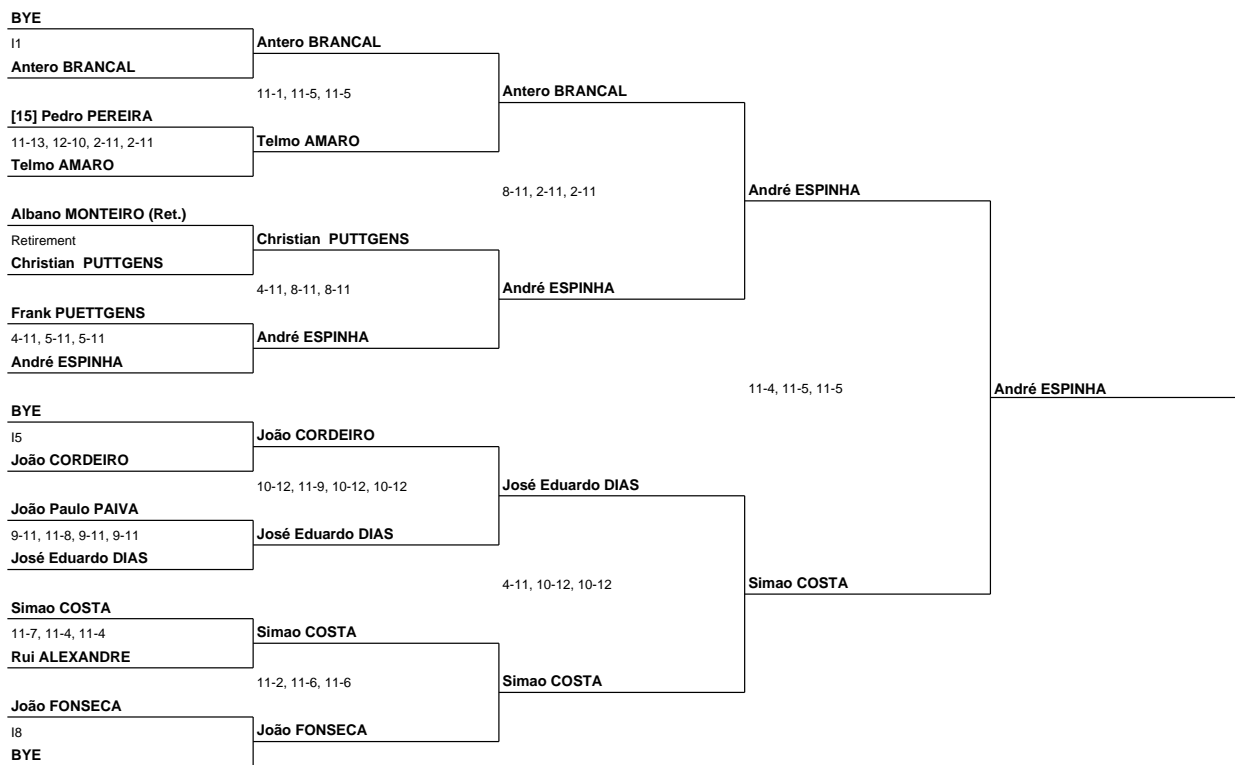 BYE
I1
Antero BRANCAL
Antero BRANCAL
11-1, 11-5, 11-5
Antero BRANCAL
[15] Pedro PEREIRA
11-13, 12-10, 2-11, 2-11
Telmo AMARO
Telmo AMARO
8-11, 2-11, 2-11
André ESPINHA
Albano MONTEIRO (Ret.)
Retirement
Christian  PUTTGENS
Christian  PUTTGENS
4-11, 8-11, 8-11
André ESPINHA
Frank PUETTGENS
4-11, 5-11, 5-11
André ESPINHA
André ESPINHA
11-4, 11-5, 11-5
André ESPINHA
BYE
I5
João CORDEIRO
João CORDEIRO
10-12, 11-9, 10-12, 10-12
José Eduardo DIAS
João Paulo PAIVA
9-11, 11-8, 9-11, 9-11
José Eduardo DIAS
José Eduardo DIAS
4-11, 10-12, 10-12
Simao COSTA
Simao COSTA
11-7, 11-4, 11-4
Rui ALEXANDRE
Simao COSTA
11-2, 11-6, 11-6
Simao COSTA
João FONSECA
I8
BYE
João FONSECA